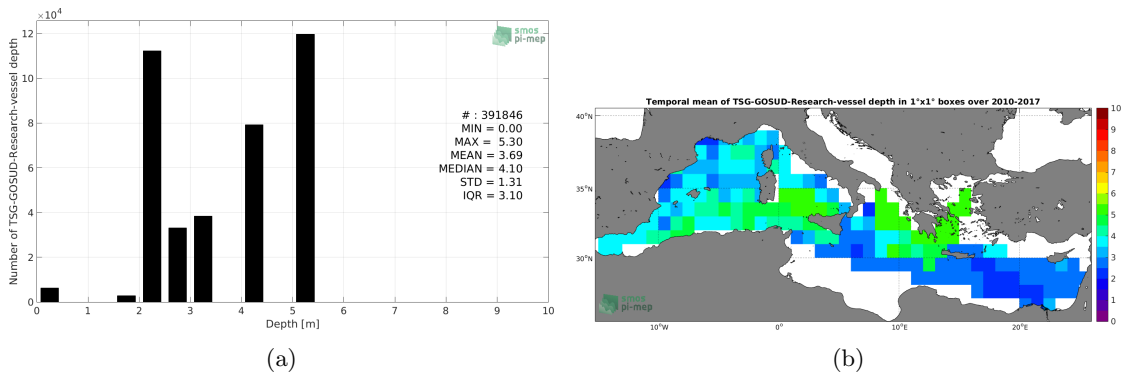 ×10⁴
12
10
8
6
4
2
0
0 1 2 3 4 5 6 7 8 9 10
Depth [m]
Number of TSG-GOSUD-Research-vessel depth
smos
pi-mep
# : 391846
MIN = 0.00
MAX = 5.30
MEAN = 3.69
MEDIAN = 4.10
STD = 1.31
IQR = 3.10
(a)
Temporal mean of TSG-GOSUD-Research-vessel depth in 1°x1° boxes over 2010-2017
40°N
35°N
30°N
10°W 0° 10°E 20°E
smos
pi-mep
10
9
8
7
6
5
4
3
2
1
0
(b)